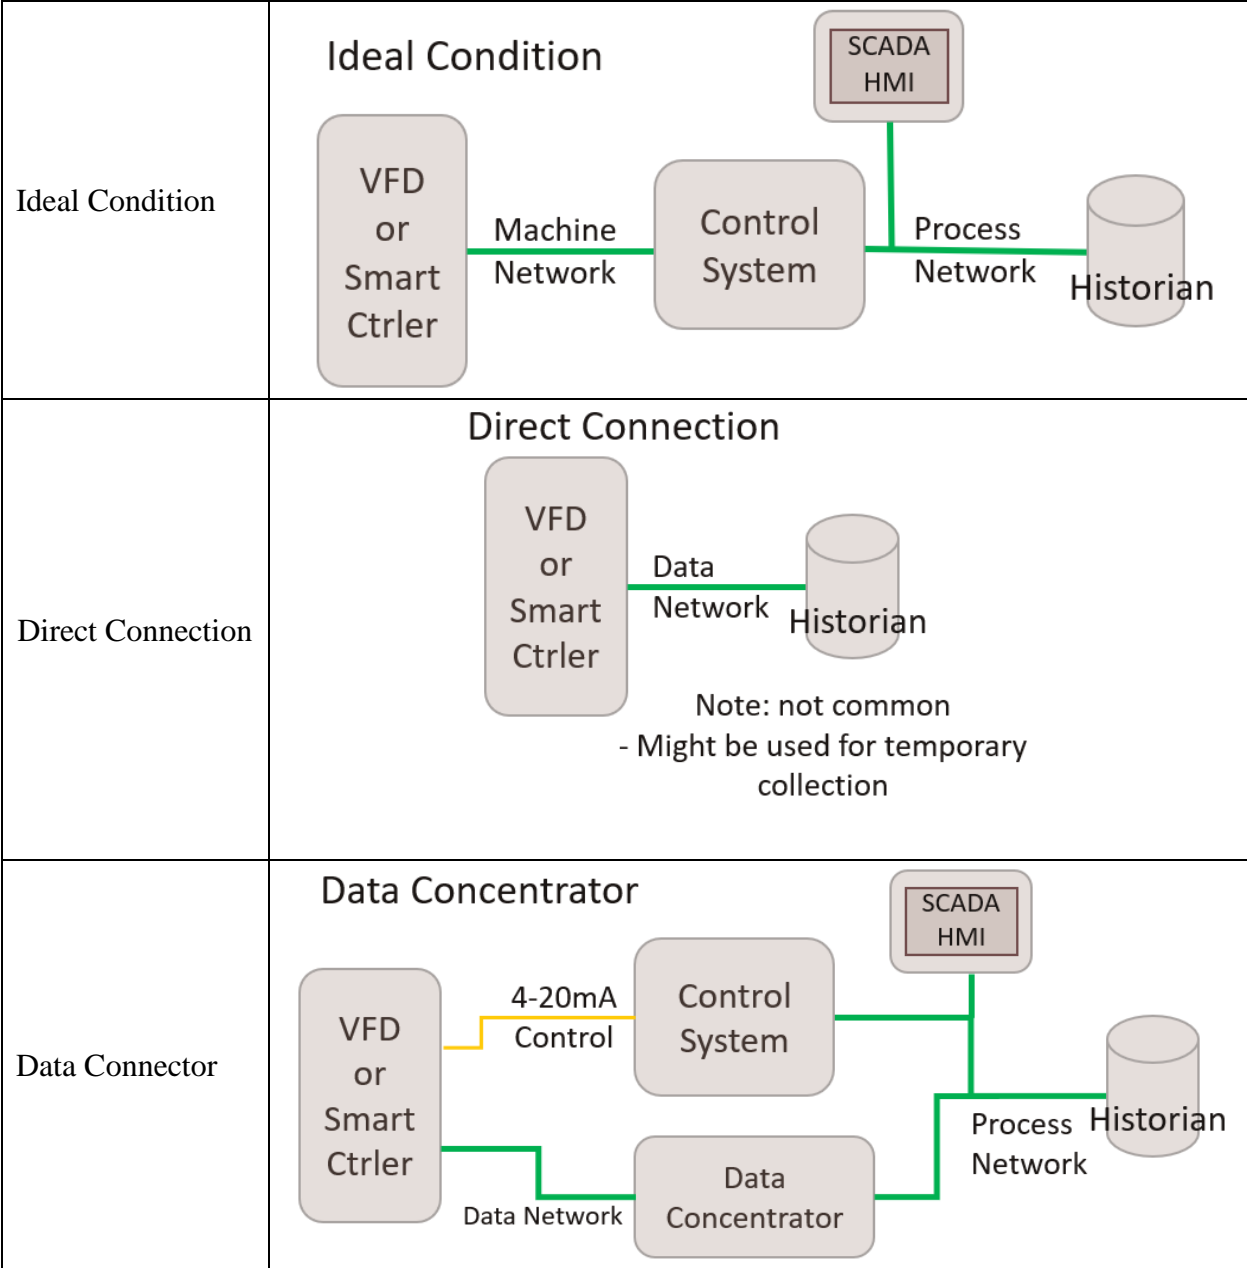 Ideal Condition
Ideal Condition
SCADA
HMI
VFD
or
Smart
Ctrler
Machine
Network
Control
System
Process
Network
Historian
Direct Connection
Direct Connection
VFD
or
Smart
Ctrler
Data
Network
Historian
Note: not common
- Might be used for temporary
collection
Data Connector
Data Concentrator
SCADA
HMI
VFD
or
Smart
Ctrler
4-20mA
Control
Control
System
Data Network
Data
Concentrator
Process
Network
Historian